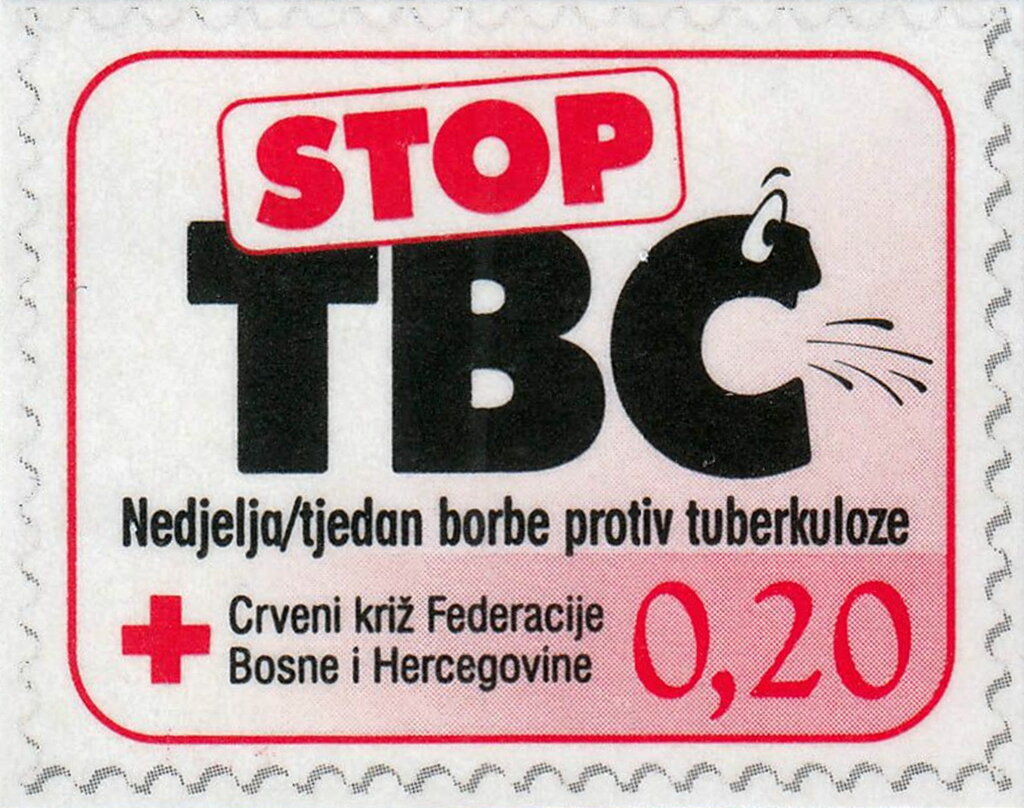 STOP
TBC
Nedjelja/tjedan borbe protiv tuberkuloze
Crveni križ Federacije
Bosne i Hercegovine
0,20